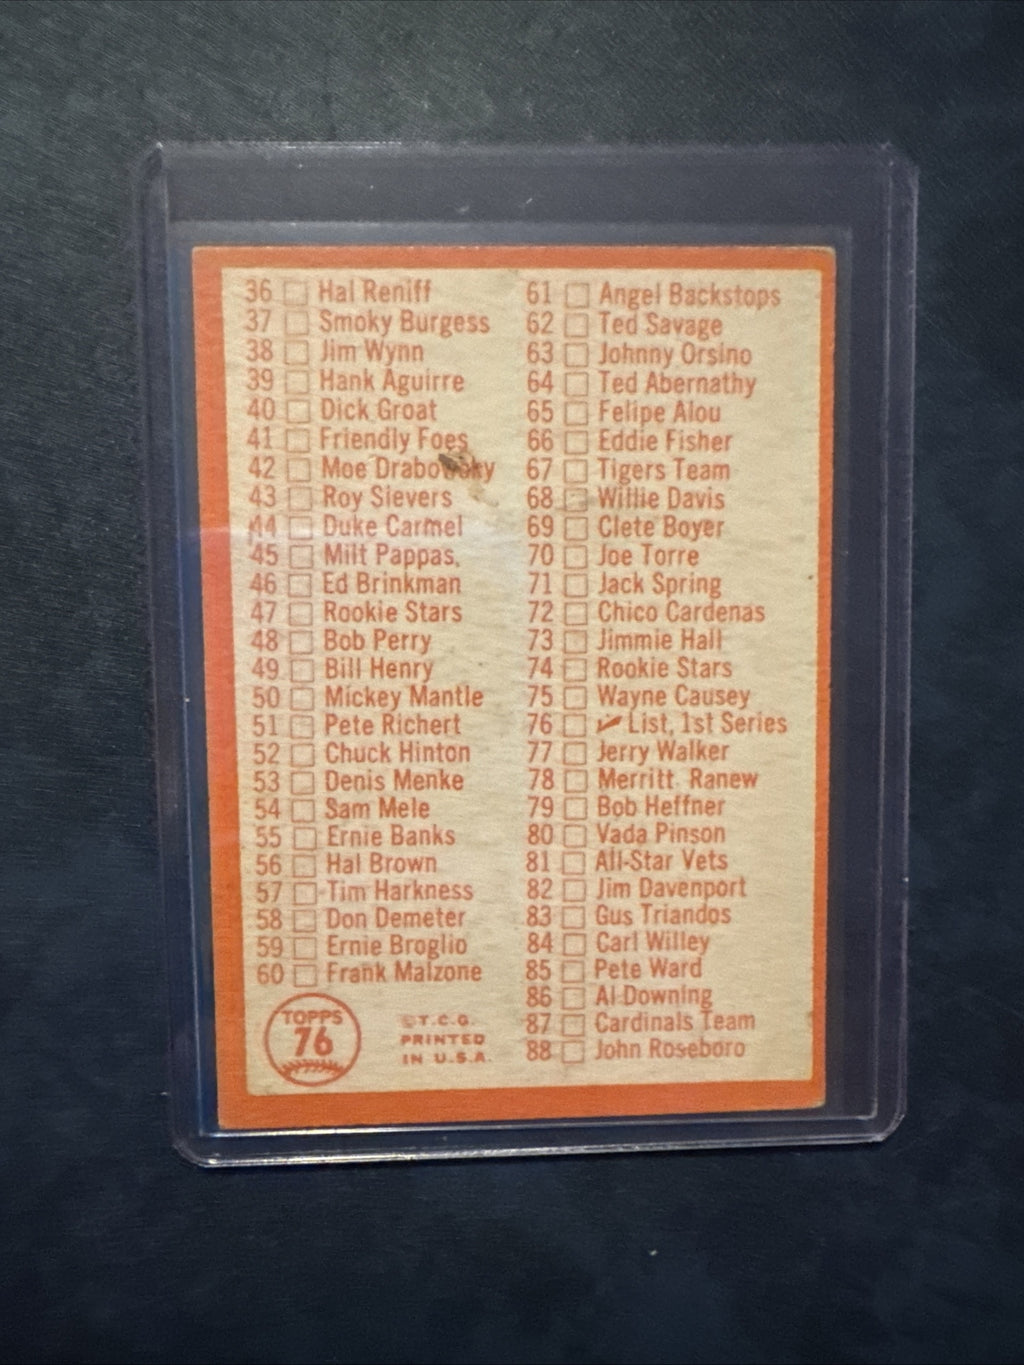 36 Hal Reniff
37 Smoky Burgess
38 Jim Wynn
39 Hank Aguirre
40 Dick Groat
41 Friendly Foes
42 Moe Drabowsky
43 Roy Sievers
44 Duke Carmel
45 Milt Pappas
46 Ed Brinkman
47 Rookie Stars
48 Bob Perry
49 Bill Henry
50 Mickey Mantle
51 Pete Richert
52 Chuck Hinton
53 Denis Menke
54 Sam Mele
55 Ernie Banks
56 Hal Brown
57 Tim Harkness
58 Don Demeter
59 Ernie Broglio
60 Frank Malzone
TOPPS
76
©T.C.G.
PRINTED
IN U.S.A.
61 Angel Backstops
62 Ted Savage
63 Johnny Orsino
64 Ted Abernathy
65 Felipe Alou
66 Eddie Fisher
67 Tigers Team
68 Willie Davis
69 Clete Boyer
70 Joe Torre
71 Jack Spring
72 Chico Cardenas
73 Jimmie Hall
74 Rookie Stars
75 Wayne Causey
76 ✓ List, 1st Series
77 Jerry Walker
78 Merritt Ranew
79 Bob Heffner
80 Vada Pinson
81 All-Star Vets
82 Jim Davenport
83 Gus Triandos
84 Carl Willey
85 Pete Ward
86 Al Downing
87 Cardinals Team
88 John Roseboro